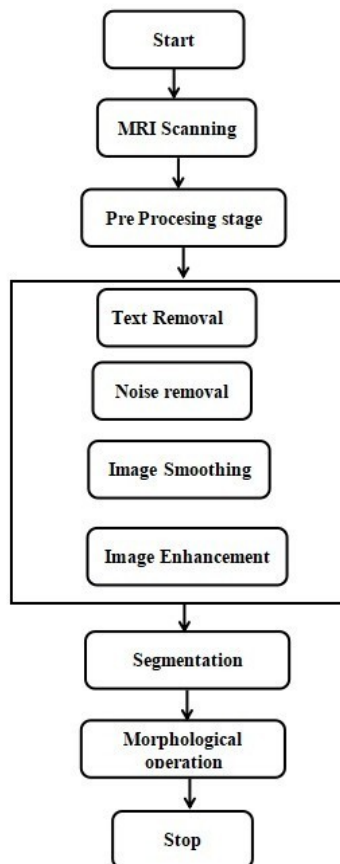 Start
MRI Scanning
Pre Procesing stage
Text Removal
Noise removal
Image Smoothing
Image Enhancement
Segmentation
Morphological
operation
Stop